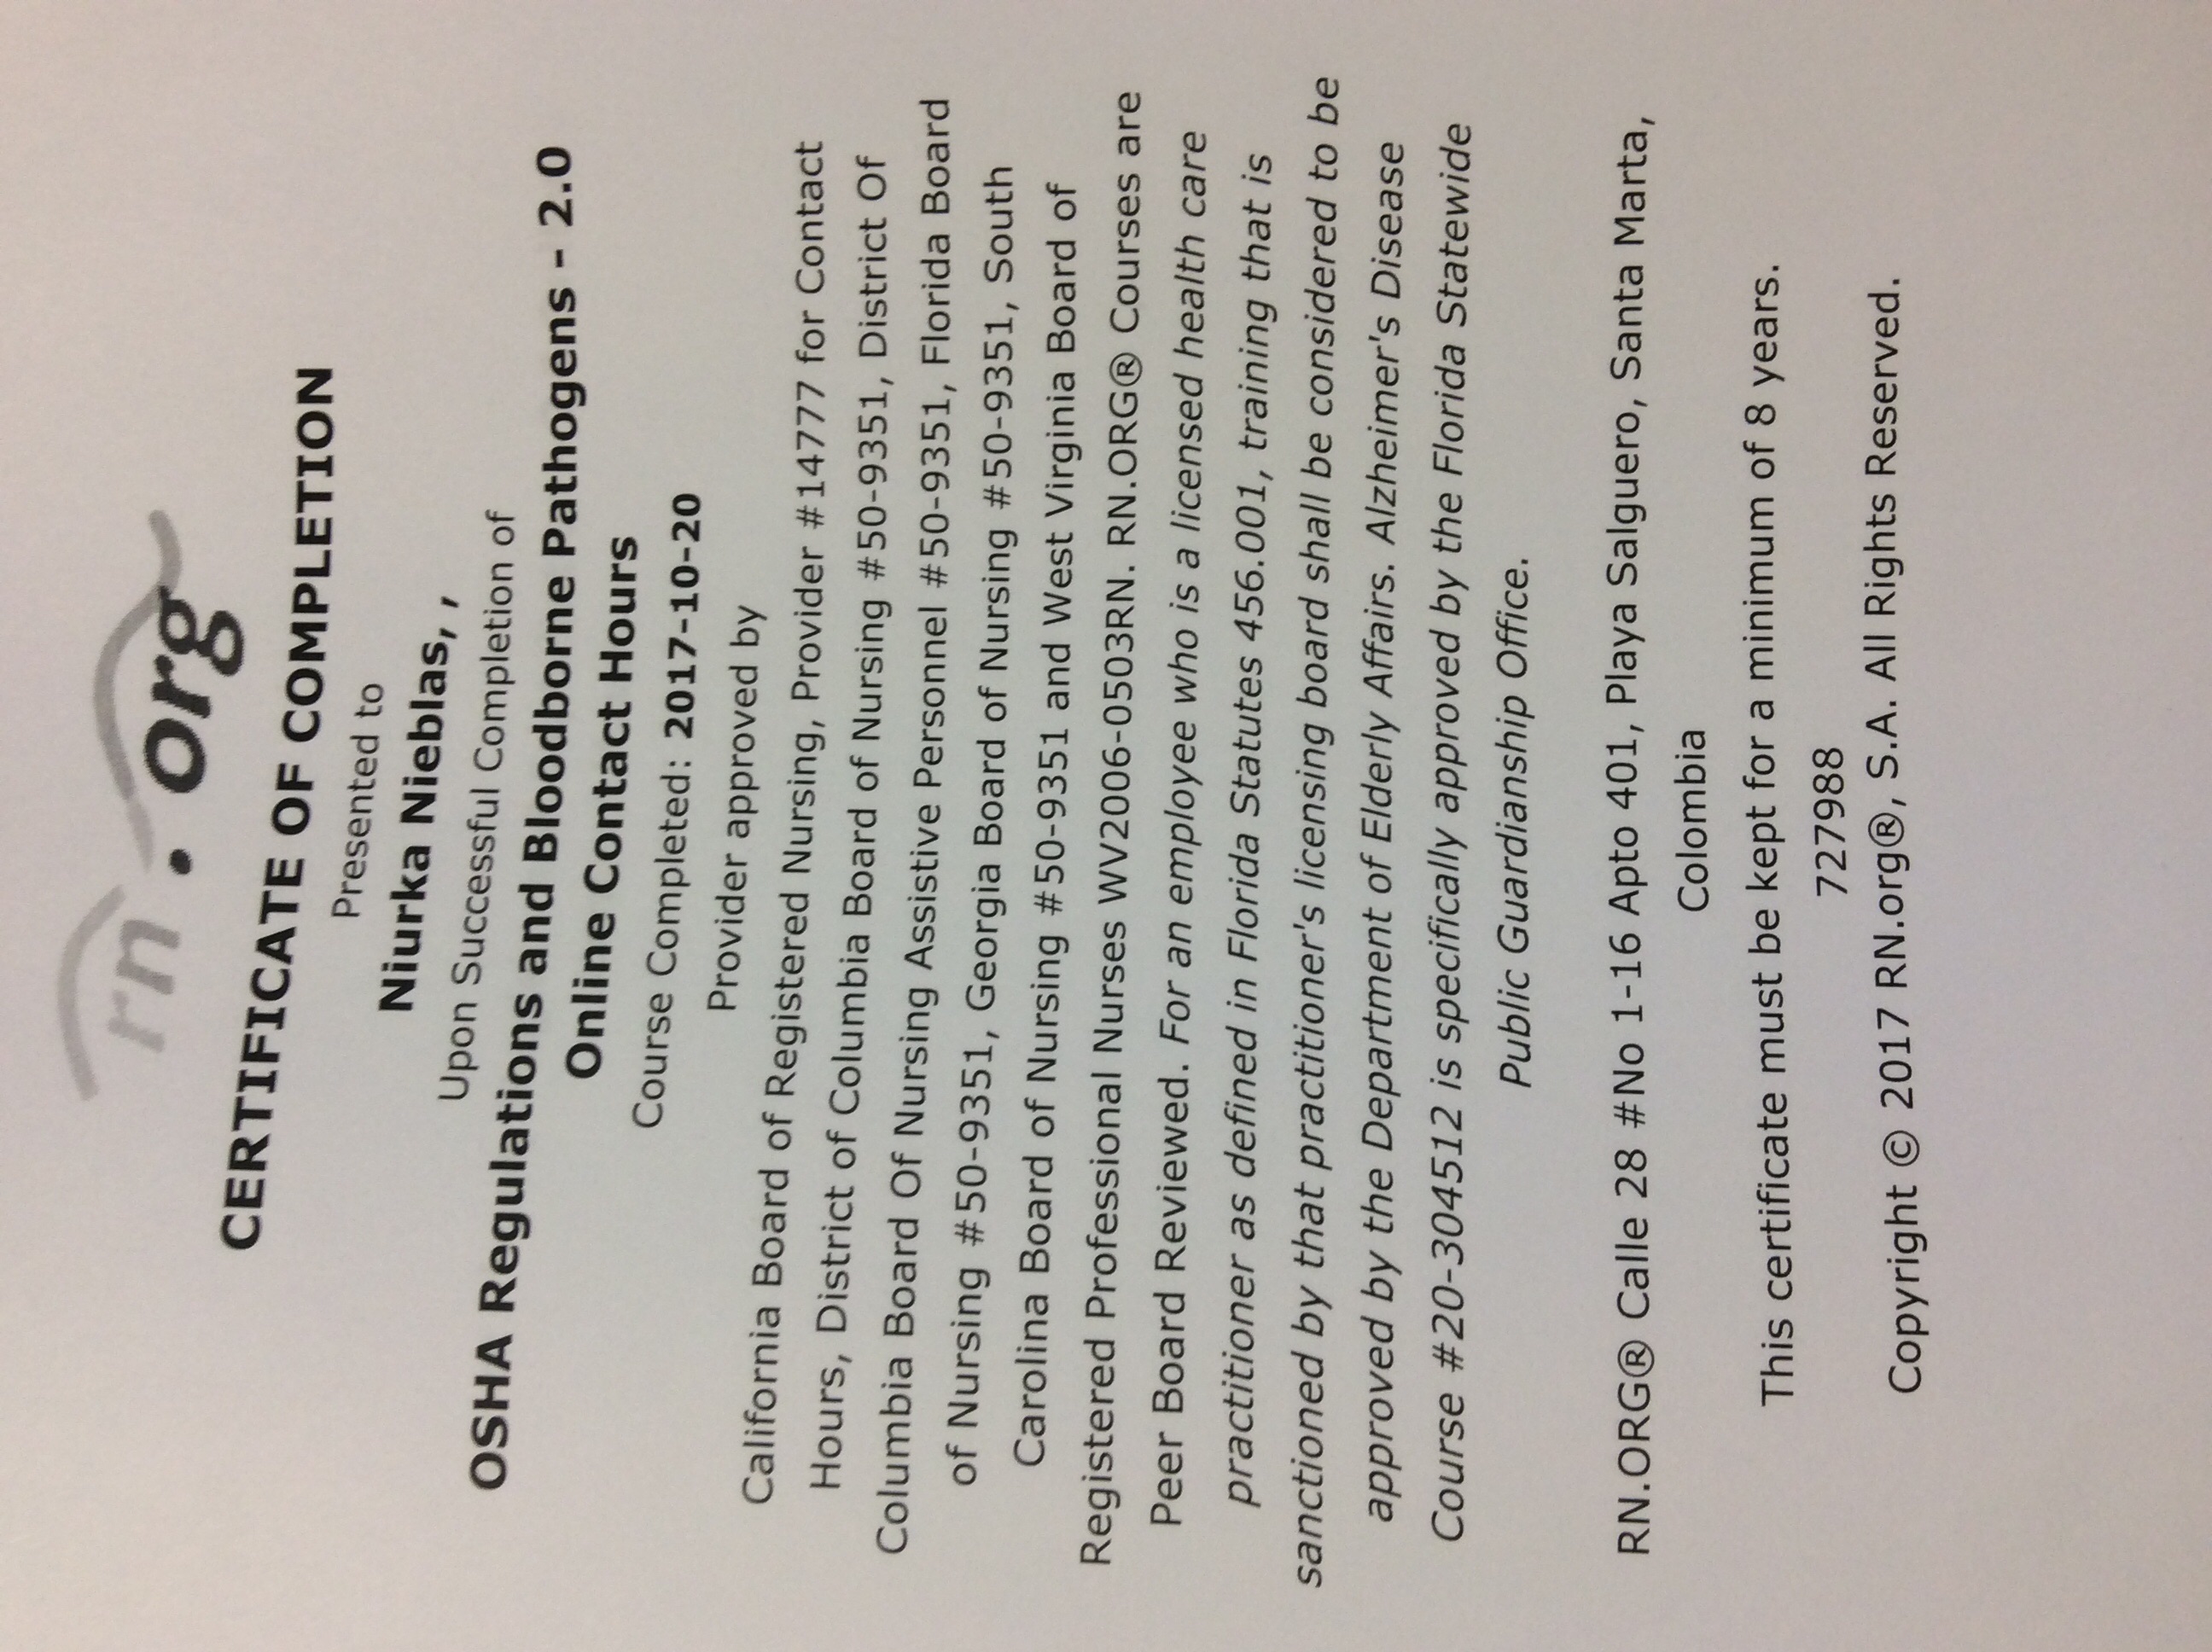 rn.org
CERTIFICATE OF COMPLETION
Presented to
Niurka Nieblas, ,
Upon Successful Completion of
OSHA Regulations and Bloodborne Pathogens - 2.0
Online Contact Hours
Course Completed: 2017-10-20
Provider approved by
California Board of Registered Nursing, Provider #14777 for Contact
Hours, District of Columbia Board of Nursing #50-9351, District Of
Columbia Board Of Nursing Assistive Personnel #50-9351, Florida Board
of Nursing #50-9351, Georgia Board of Nursing #50-9351, South
Carolina Board of Nursing #50-9351 and West Virginia Board of
Registered Professional Nurses WV2006-0503RN. RN.ORG® Courses are
Peer Board Reviewed. For an employee who is a licensed health care
practitioner as defined in Florida Statutes 456.001, training that is
sanctioned by that practitioner's licensing board shall be considered to be
approved by the Department of Elderly Affairs. Alzheimer's Disease
Course #20-304512 is specifically approved by the Florida Statewide
Public Guardianship Office.
RN.ORG® Calle 28 #No 1-16 Apto 401, Playa Salguero, Santa Marta,
Colombia
This certificate must be kept for a minimum of 8 years.
727988
Copyright © 2017 RN.org®, S.A. All Rights Reserved.